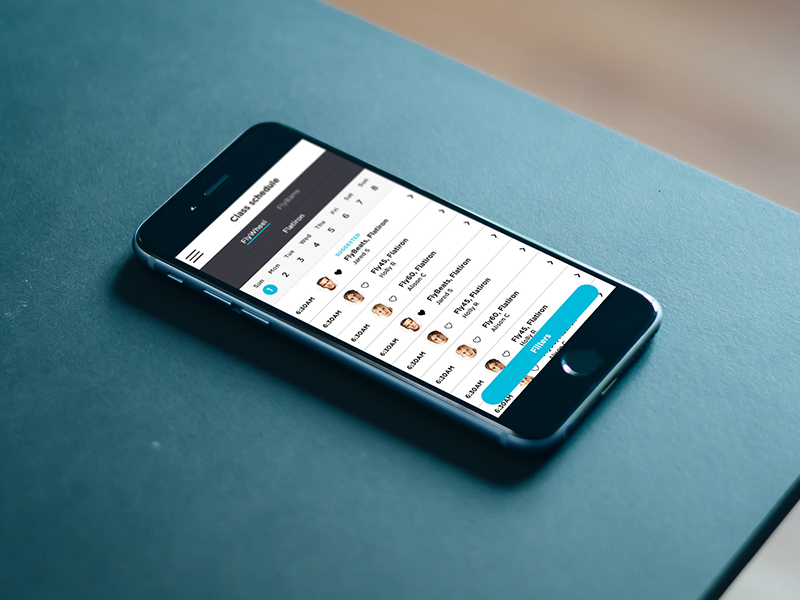 Class schedule
FlyWheel FlyBarre
Flatiron
Sun Mon Tue Wed Thu Fri Sat Sun
1 2 3 4 5 6 7 8
SUGGESTED
6:30AM FlyBeats, Flatiron
Jared S
6:30AM Fly45, Flatiron
Holly R
6:30AM Fly60, Flatiron
Alison C
6:30AM FlyBeats, Flatiron
Jared S
6:30AM Fly45, Flatiron
Holly R
6:30AM Fly60, Flatiron
Alison C
6:30AM Fly45, Flatiron
Holly R
6:30AM
Filters